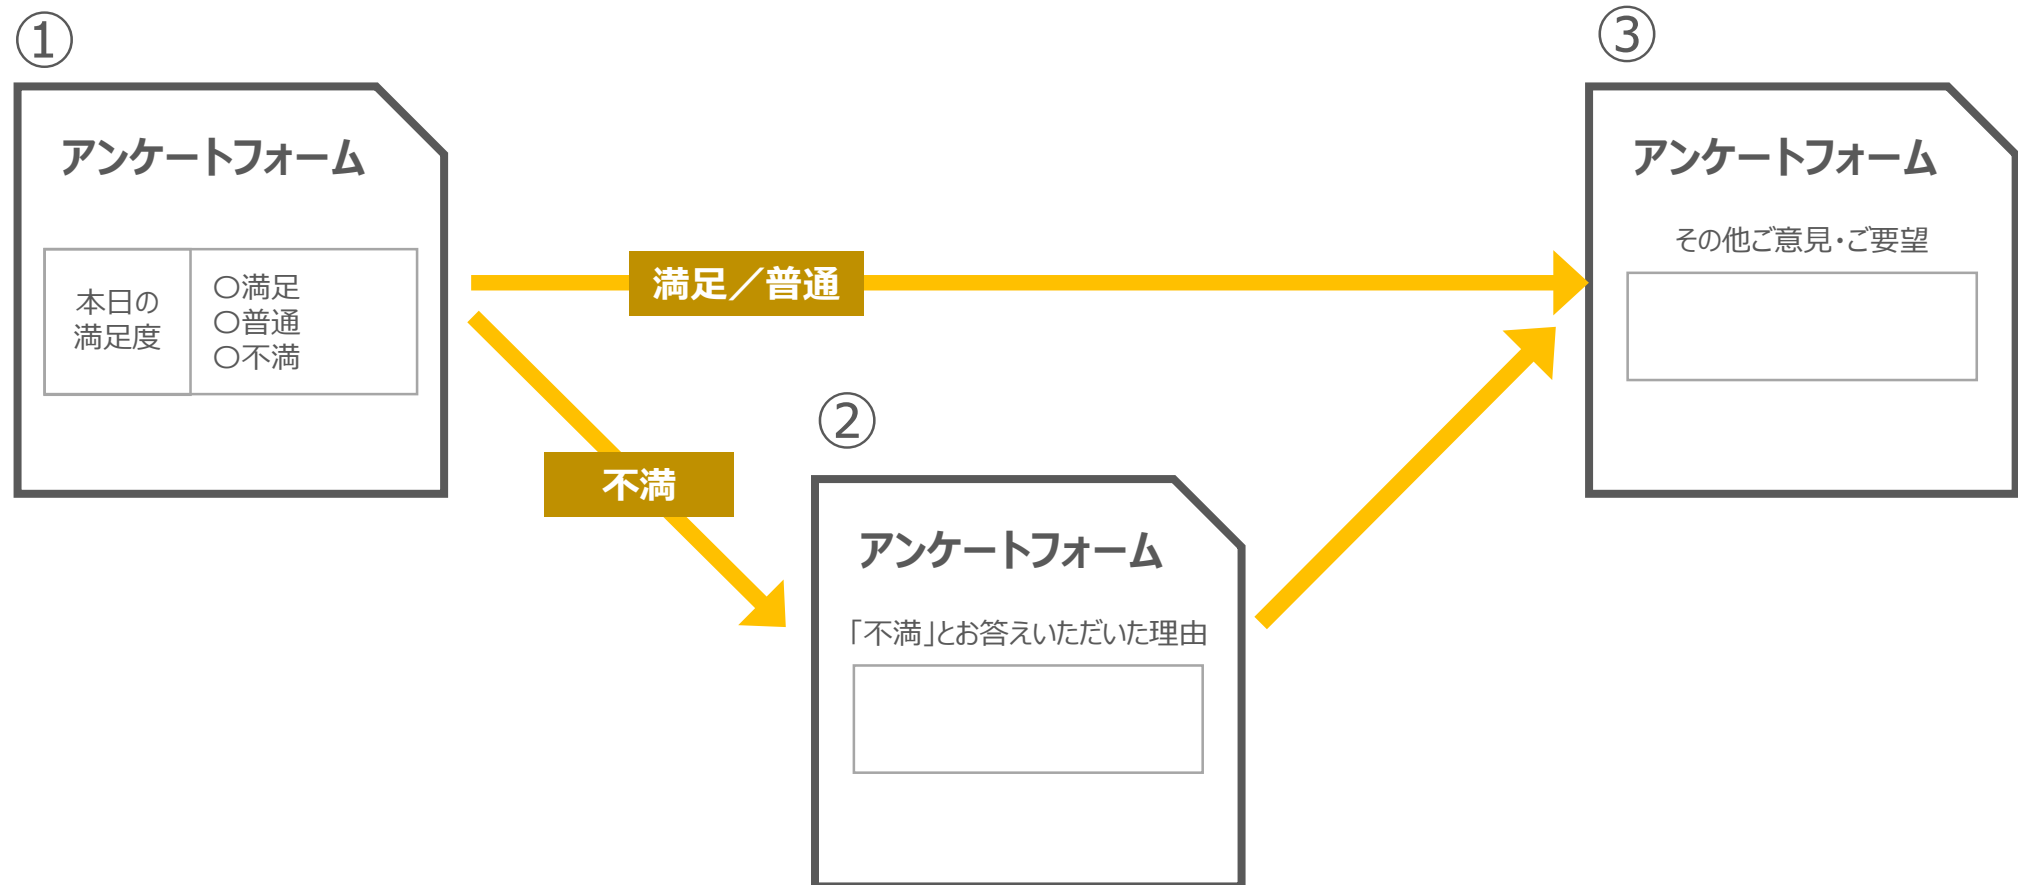 ①
アンケートフォーム
本日の
満足度
〇満足
〇普通
〇不満
満足／普通
不満
②
アンケートフォーム
「不満」とお答えいただいた理由
③
アンケートフォーム
その他ご意見・ご要望